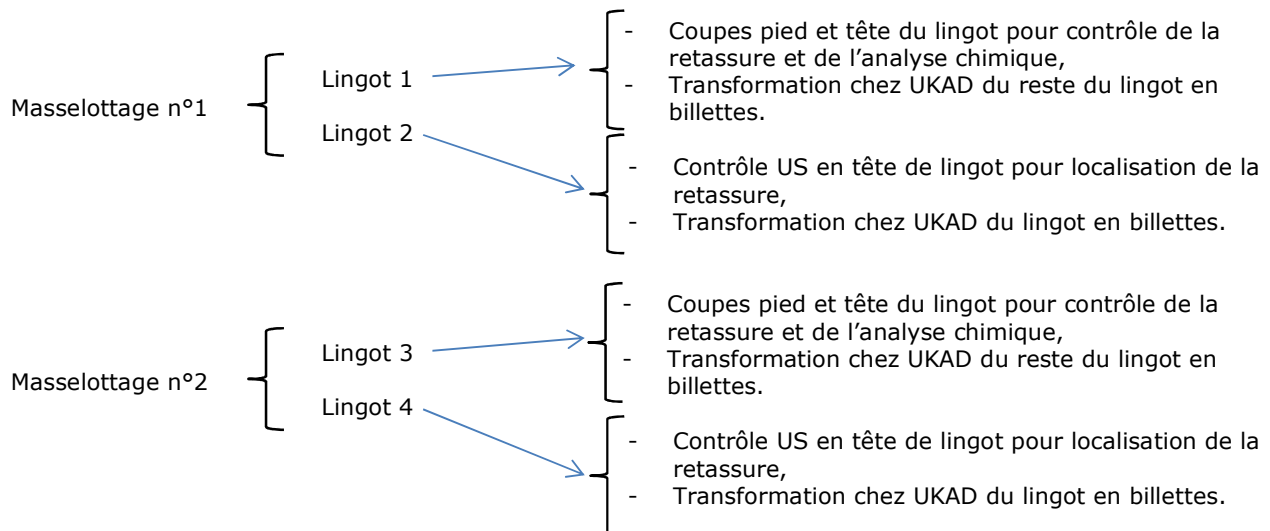 Masselottage n°1
Lingot 1
Lingot 2
- Coupes pied et tête du lingot pour contrôle de la
retassure et de l’analyse chimique,
- Transformation chez UKAD du reste du lingot en
billettes.
- Contrôle US en tête de lingot pour localisation de la
retassure,
- Transformation chez UKAD du lingot en billettes.
Masselottage n°2
Lingot 3
Lingot 4
- Coupes pied et tête du lingot pour contrôle de la
retassure et de l’analyse chimique,
- Transformation chez UKAD du reste du lingot en
billettes.
- Contrôle US en tête de lingot pour localisation de la
retassure,
- Transformation chez UKAD du lingot en billettes.